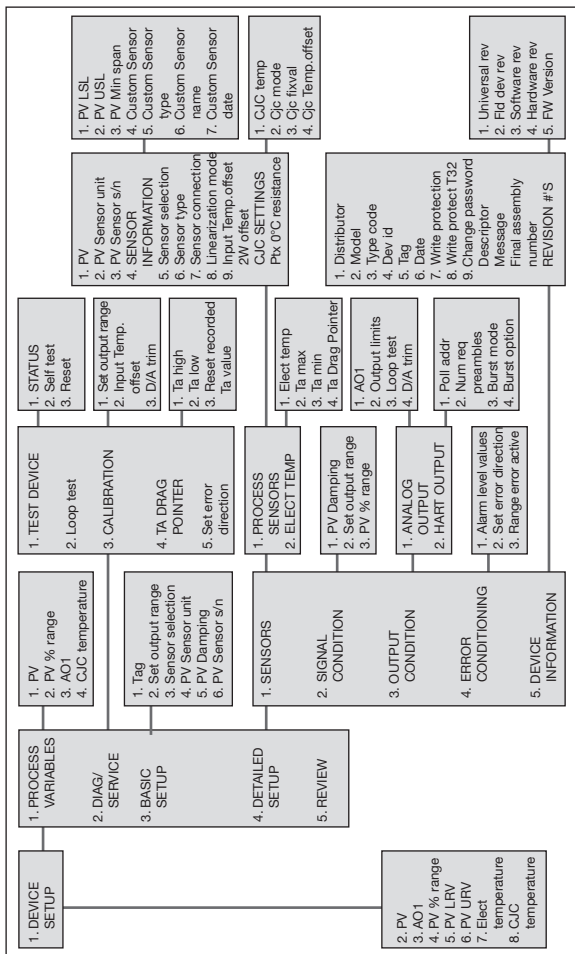 1. DEVICE
SETUP
2. PV
3. AO1
4. PV % range
5. PV LRV
6. PV URV
7. Elect
temperature
8. CJC
temperature
1. PROCESS
VARIABLES
2. DIAG/
SERVICE
3. BASIC
SETUP
4. DETAILED
SETUP
5. REVIEW
1. PV
2. PV % range
3. AO1
4. CJC temperature
1. TEST DEVICE
2. Loop test
3. CALIBRATION
4. TA DRAG
POINTER
5. Set error
direction
1. STATUS
2. Self test
3. Reset
1. Set output range
2. Input Temp.
offset
3. D/A trim
1. Ta high
2. Ta low
3. Reset recorded
Ta value
1. Tag
2. Set output range
3. Sensor selection
4. PV Sensor unit
5. PV Damping
6. PV Sensor s/n
1. SENSORS
2. SIGNAL
CONDITION
3. OUTPUT
CONDITION
4. ERROR
CONDITIONING
5. DEVICE
INFORMATION
1. PROCESS
SENSORS
2. ELECT TEMP
1. PV
2. PV Sensor unit
3. PV Sensor s/n
4. SENSOR
INFORMATION
5. Sensor selection
6. Sensor type
7. Sensor connection
8. Linearization mode
9. Input Temp.offset
2W offset
CJC SETTINGS
Ptx 0°C resistance
1. PV LSL
2. PV USL
3. PV Min span
4. Custom Sensor
5. Custom Sensor
type
6. Custom Sensor
name
7. Custom Sensor
date
1. CJC temp
2. Cjc mode
3. Cjc fixval
4. Cjc Temp.offset
1. Elect temp
2. Ta max
3. Ta min
4. Ta Drag Pointer
1. PV Damping
2. Set output range
3. PV % range
1. ANALOG
OUTPUT
2. HART OUTPUT
1. AO1
2. Output limits
3. Loop test
4. D/A trim
1. Poll addr
2. Num req
preambles
3. Burst mode
4. Burst option
1. Alarm level values
2. Set error direction
3. Range error active
1. Distributor
2. Model
3. Type code
4. Dev id
5. Tag
6. Date
7. Write protection
8. Write protect T32
9. Change password
Descriptor
Message
Final assembly
number
REVISION #'S
1. Universal rev
2. Fld dev rev
3. Software rev
4. Hardware rev
5. FW Version